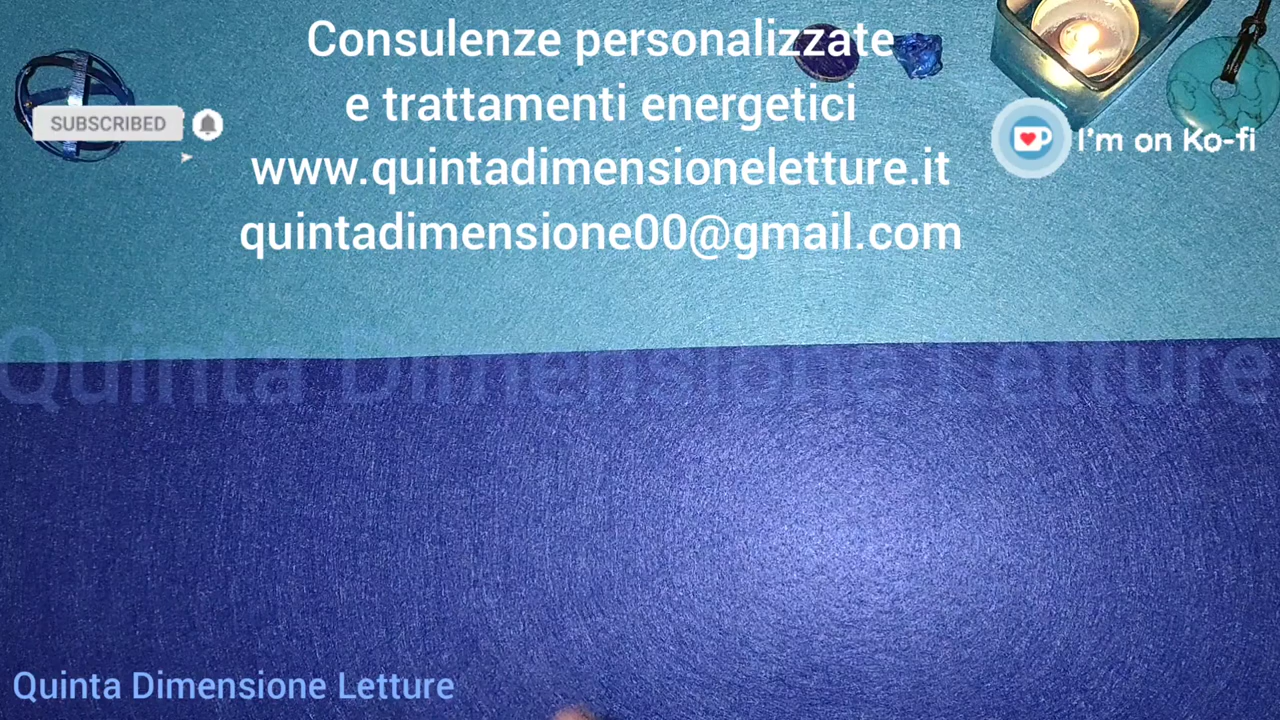 Consulenze personalizzate
e trattamenti energetici
www.quintadimensioneletture.it
quintadimensione00@gmail.com
SUBSCRIBED
I'm on Ko-fi
Quinta Dimensione Letture
Quinta Dimensione Letture